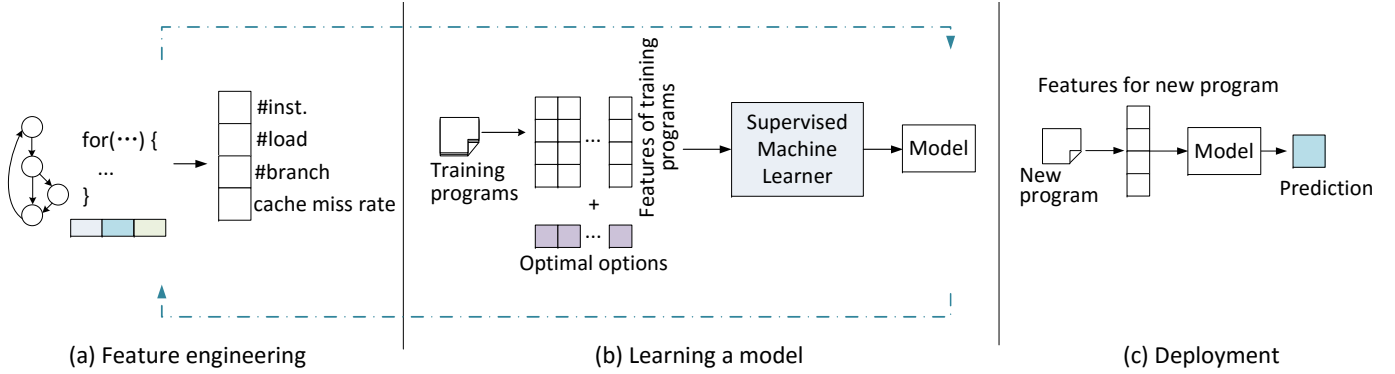 for(⋯) {
...
}
#inst.
#load
#branch
cache miss rate
(a) Feature engineering
Training
programs
...
Features of training
programs
+
...
Optimal options
Supervised
Machine
Learner
Model
(b) Learning a model
Features for new program
New
program
Model
Prediction
(c) Deployment